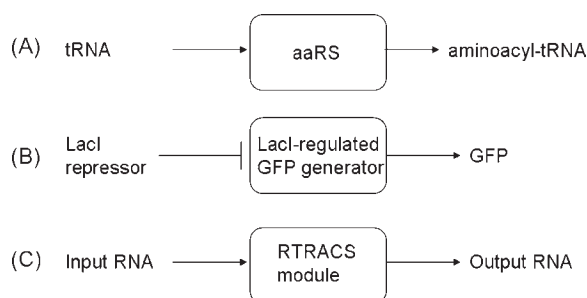 (A) tRNA aaRS aminoacyl-tRNA
(B) LacI repressor LacI-regulated GFP generator GFP
(C) Input RNA RTRACS module Output RNA